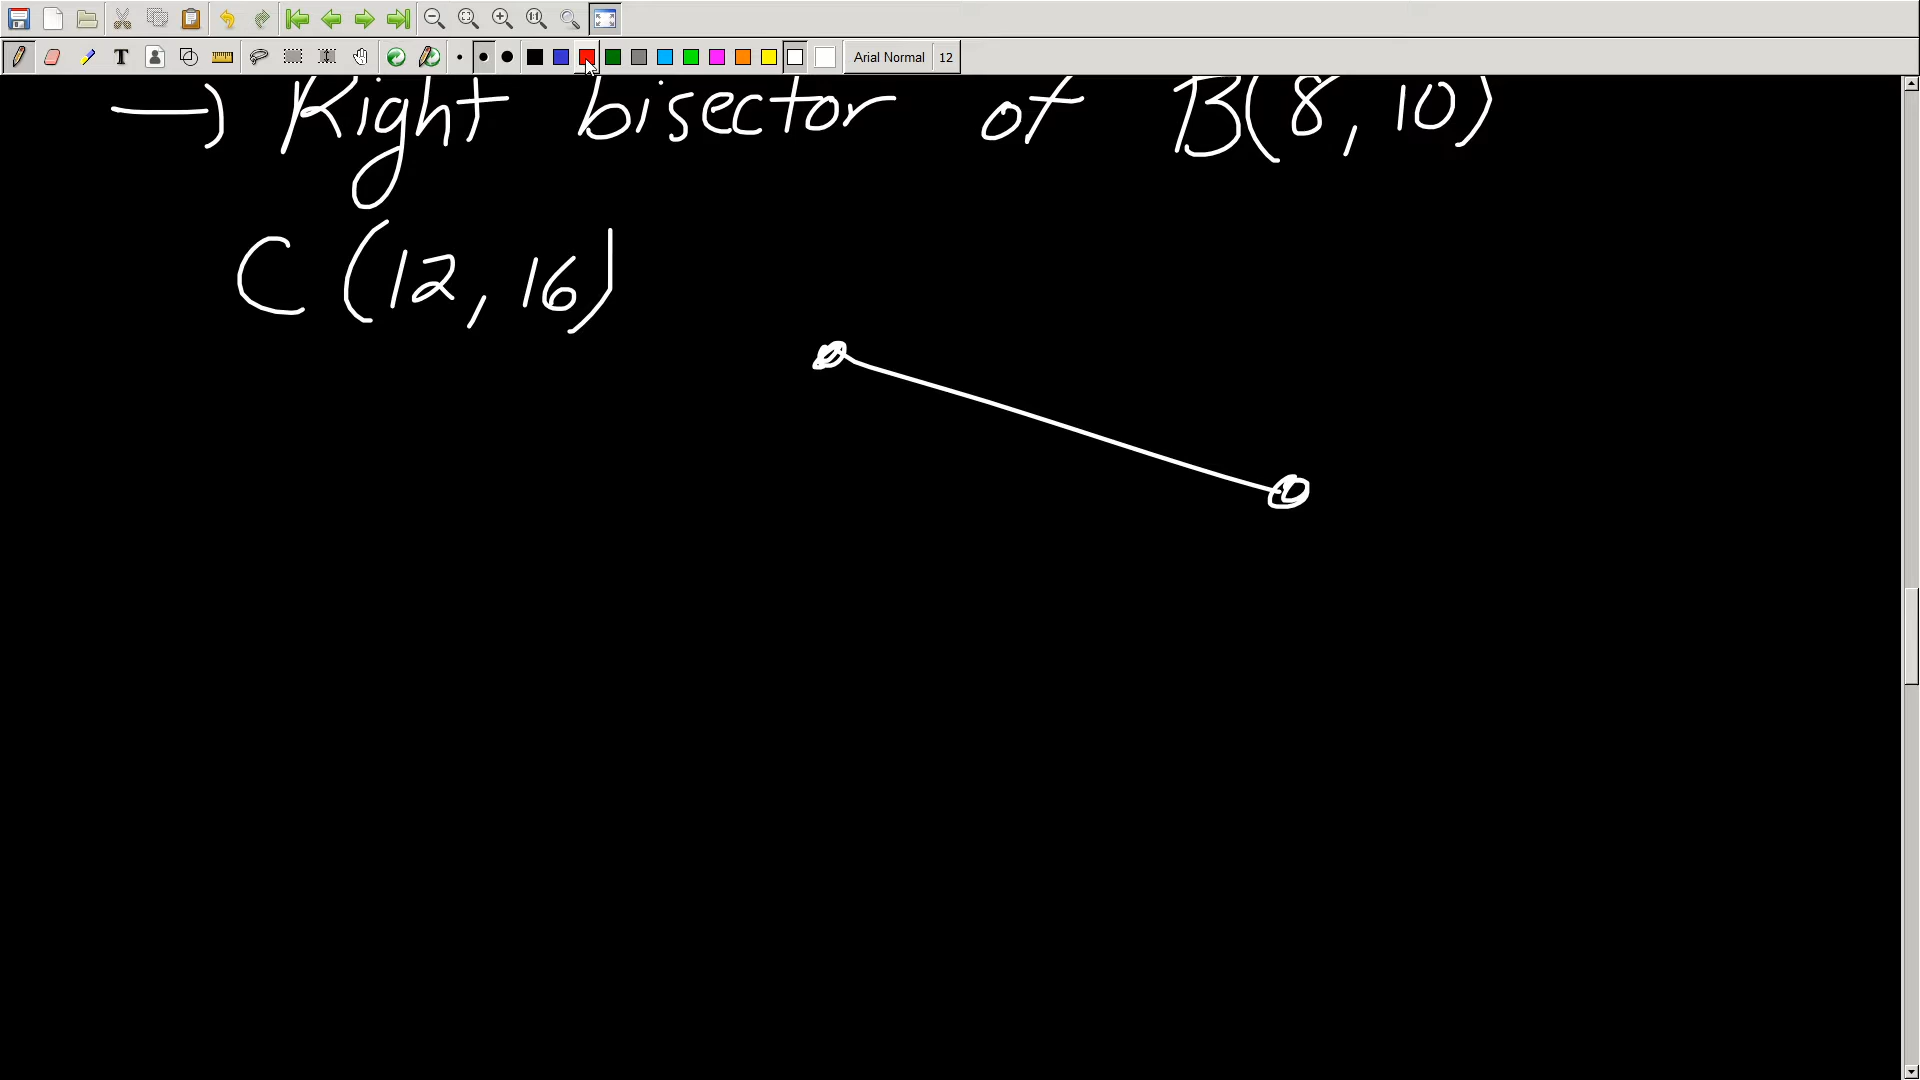 Arial Normal 12
→ Right bisector of B(8, 10)
C (12, 16)